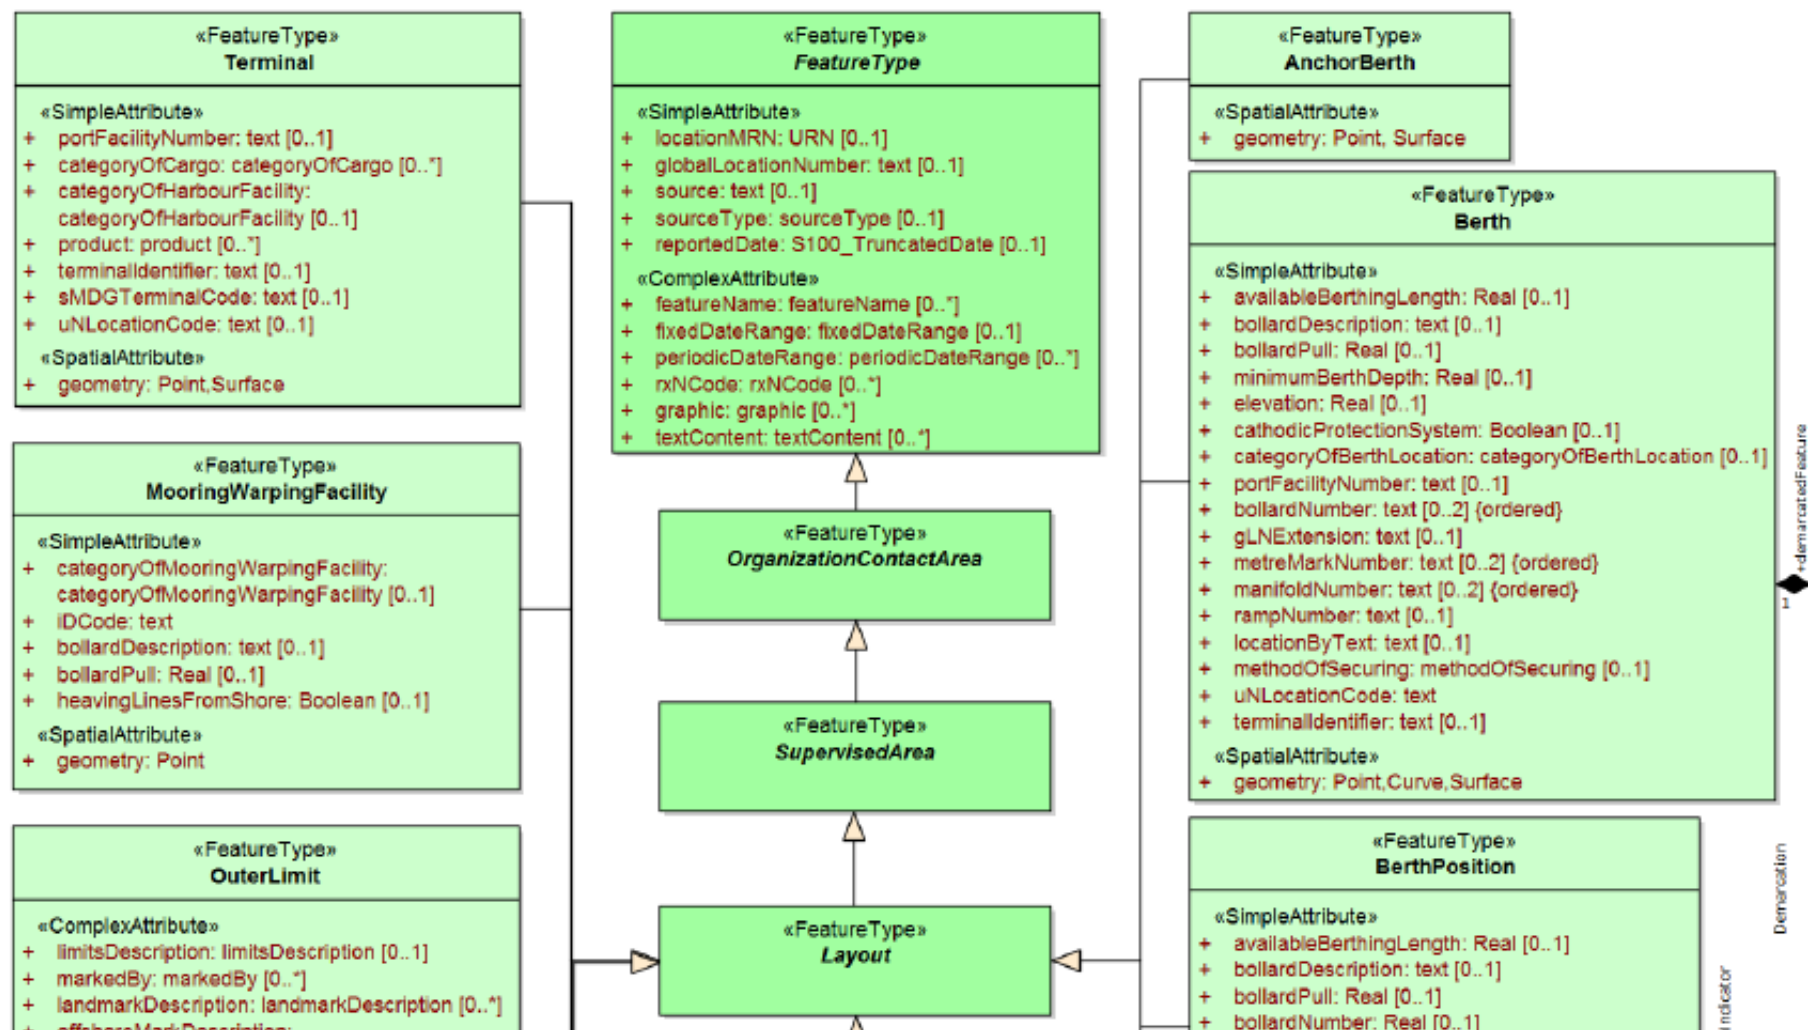 «FeatureType»
Terminal
«SimpleAttribute»
+ portFacilityNumber: text [0..1]
+ categoryOfCargo: categoryOfCargo [0..*]
+ categoryOfHarbourFacility:
categoryOfHarbourFacility [0..1]
+ product: product [0..*]
+ terminalIdentifier: text [0..1]
+ sMDGTerminalCode: text [0..1]
+ uNLocationCode: text [0..1]
«SpatialAttribute»
+ geometry: Point,Surface
«FeatureType»
MooringWarpingFacility
«SimpleAttribute»
+ categoryOfMooringWarpingFacility:
categoryOfMooringWarpingFacility [0..1]
+ iDCode: text
+ bollardDescription: text [0..1]
+ bollardPull: Real [0..1]
+ heavingLinesFromShore: Boolean [0..1]
«SpatialAttribute»
+ geometry: Point
«FeatureType»
OuterLimit
«ComplexAttribute»
+ limitsDescription: limitsDescription [0..1]
+ markedBy: markedBy [0..*]
+ landmarkDescription: landmarkDescription [0..*]
+ offshoreMarkDescription:
«FeatureType»
FeatureType
«SimpleAttribute»
+ locationMRN: URN [0..1]
+ globalLocationNumber: text [0..1]
+ source: text [0..1]
+ sourceType: sourceType [0..1]
+ reportedDate: S100_TruncatedDate [0..1]
«ComplexAttribute»
+ featureName: featureName [0..*]
+ fixedDateRange: fixedDateRange [0..1]
+ periodicDateRange: periodicDateRange [0..*]
+ rxNCode: rxNCode [0..*]
+ graphic: graphic [0..*]
+ textContent: textContent [0..*]
«FeatureType»
OrganizationContactArea
«FeatureType»
SupervisedArea
«FeatureType»
Layout
«FeatureType»
AnchorBerth
«SpatialAttribute»
+ geometry: Point, Surface
«FeatureType»
Berth
«SimpleAttribute»
+ availableBerthingLength: Real [0..1]
+ bollardDescription: text [0..1]
+ bollardPull: Real [0..1]
+ minimumBerthDepth: Real [0..1]
+ elevation: Real [0..1]
+ cathodicProtectionSystem: Boolean [0..1]
+ categoryOfBerthLocation: categoryOfBerthLocation [0..1]
+ portFacilityNumber: text [0..1]
+ bollardNumber: text [0..2] {ordered}
+ gLNExtension: text [0..1]
+ metreMarkNumber: text [0..2] {ordered}
+ manifoldNumber: text [0..2] {ordered}
+ rampNumber: text [0..1]
+ locationByText: text [0..1]
+ methodOfSecuring: methodOfSecuring [0..1]
+ uNLocationCode: text
+ terminalIdentifier: text [0..1]
«SpatialAttribute»
+ geometry: Point,Curve,Surface
+demarcatedFeature
1
«FeatureType»
BerthPosition
«SimpleAttribute»
+ availableBerthingLength: Real [0..1]
+ bollardDescription: text [0..1]
+ bollardPull: Real [0..1]
+ bollardNumber: Real [0..1]
Demarcation
Indicator